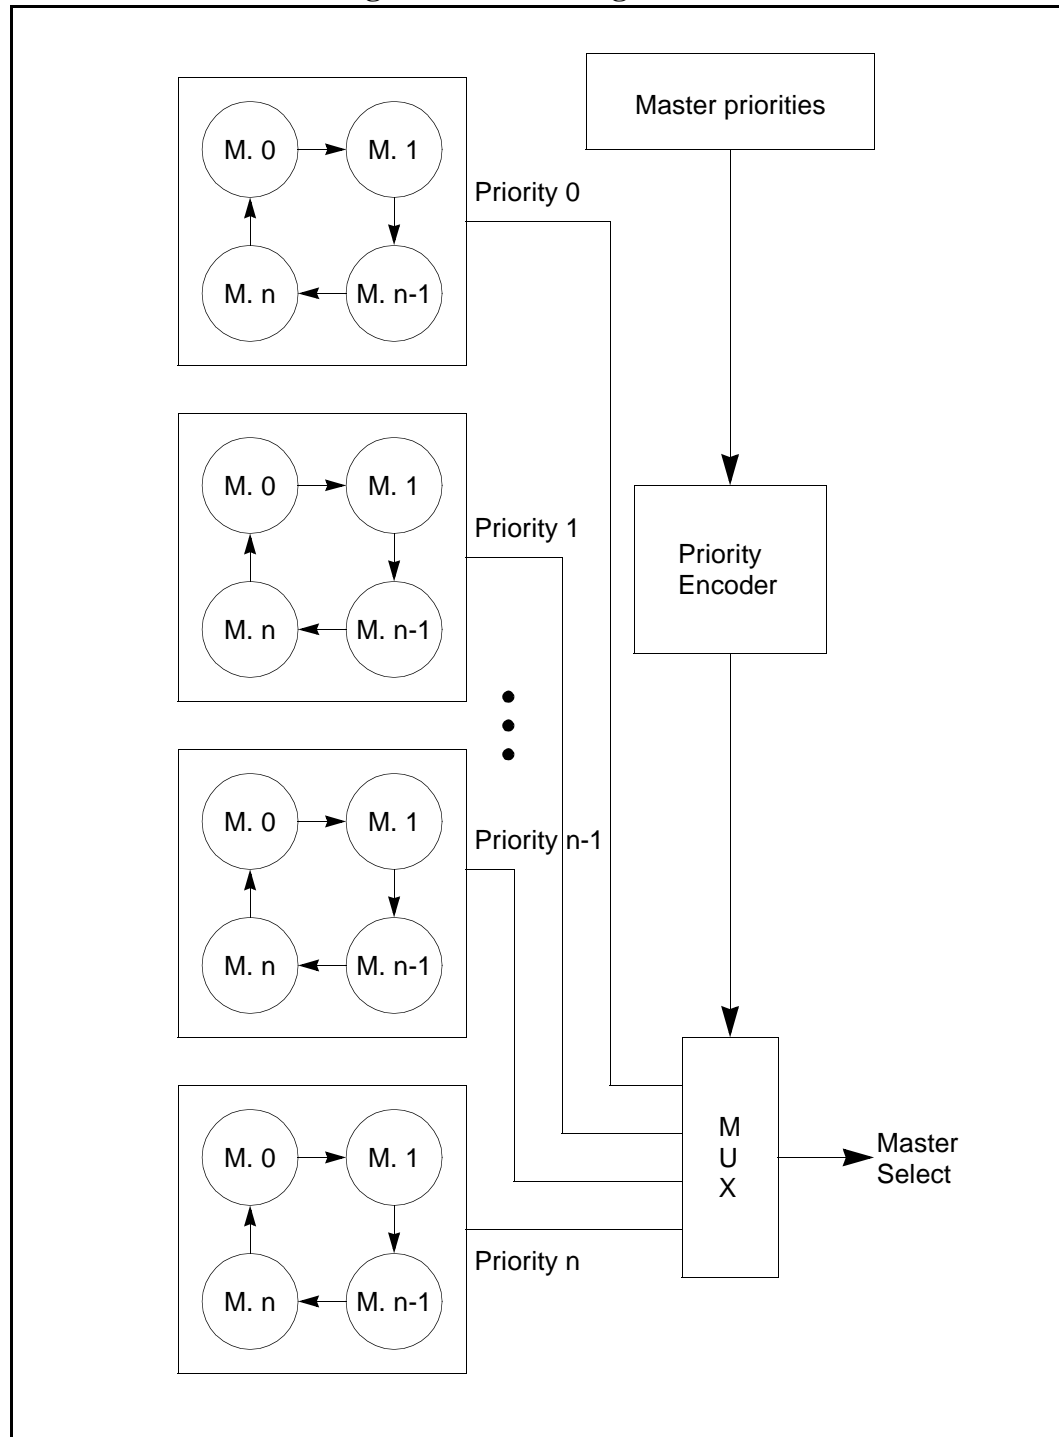 Master priorities
M. 0
M. 1
M. n
M. n-1
Priority 0
M. 0
M. 1
M. n
M. n-1
Priority 1
Priority
Encoder
M. 0
M. 1
M. n
M. n-1
Priority n-1
M. 0
M. 1
M. n
M. n-1
Priority n
M
U
X
Master
Select